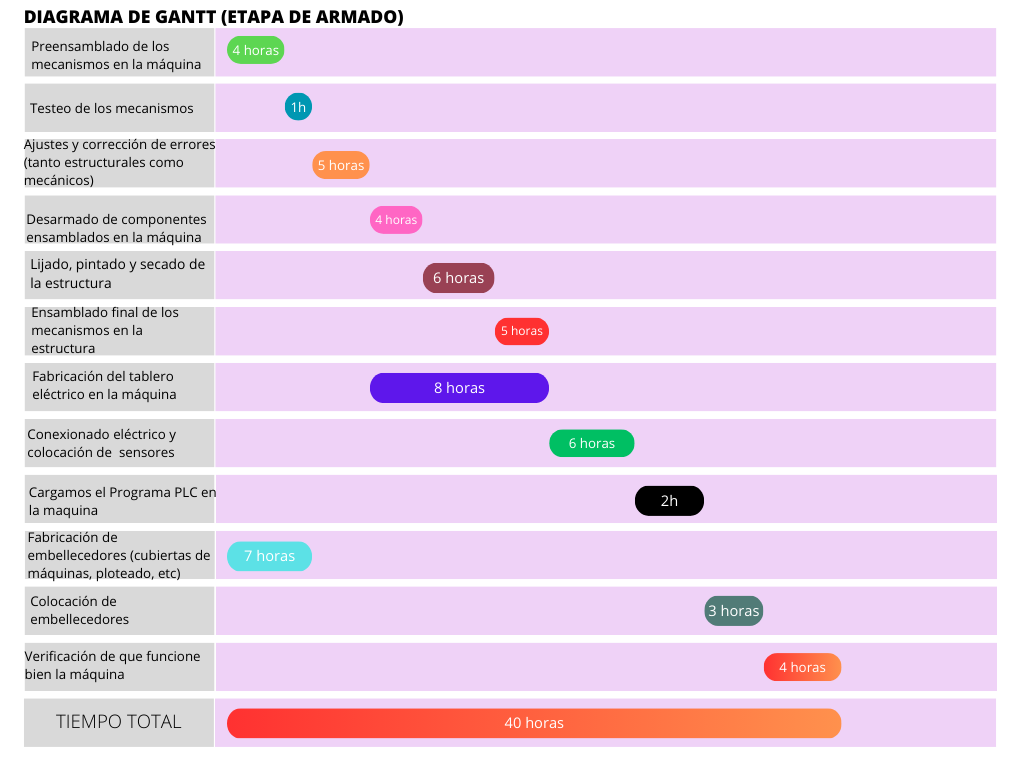 DIAGRAMA DE GANTT (ETAPA DE ARMADO)
Preensamblado de los
mecanismos en la máquina
4 horas
Testeo de los mecanismos
1h
Ajustes y corrección de errores
(tanto estructurales como
mecánicos)
5 horas
Desarmado de componentes
ensamblados en la máquina
4 horas
Lijado, pintado y secado de
la estructura
6 horas
Ensamblado final de los
mecanismos en la
estructura
5 horas
Fabricación del tablero
eléctrico en la máquina
8 horas
Conexionado eléctrico y
colocación de  sensores
6 horas
Cargamos el Programa PLC en
la maquina
2h
Fabricación de
embellecedores (cubiertas de
máquinas, ploteado, etc)
7 horas
Colocación de
embellecedores
3 horas
Verificación de que funcione
bien la máquina
4 horas
TIEMPO TOTAL
40 horas